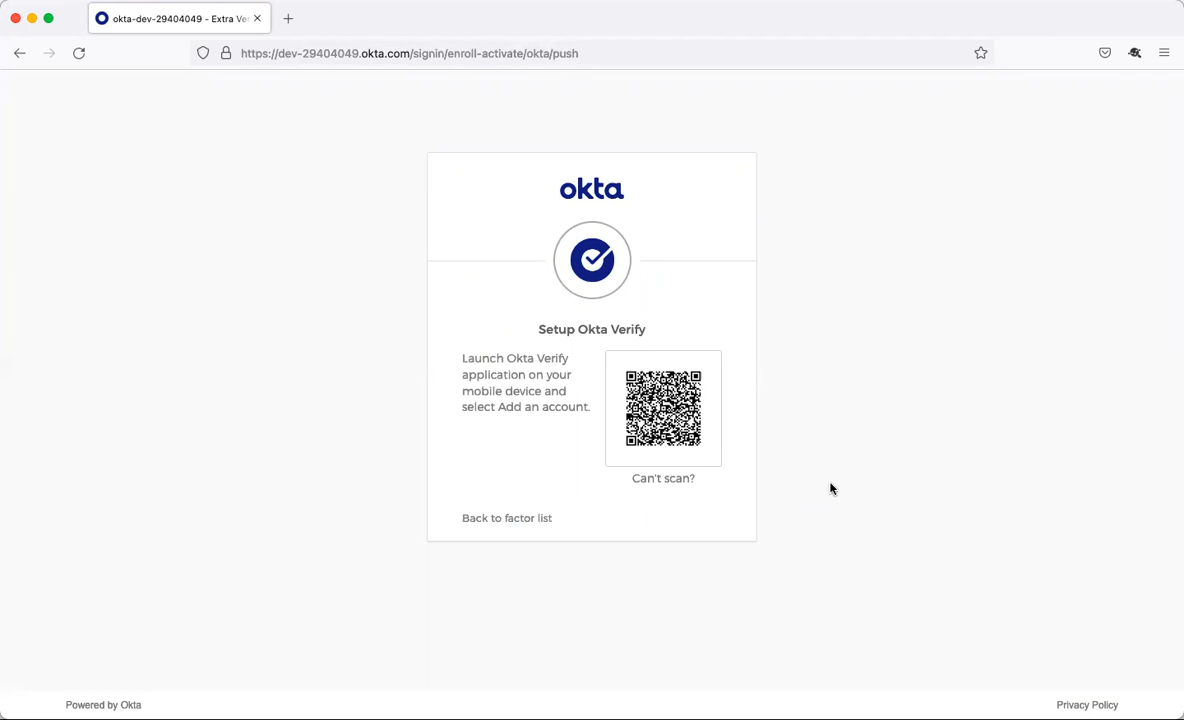 okta-dev-29404049 - Extra Ver
https://dev-29404049.okta.com/signin/enroll-activate/okta/push
okta
Setup Okta Verify
Launch Okta Verify
application on your
mobile device and
select Add an account.
Can't scan?
Back to factor list
Powered by Okta
Privacy Policy